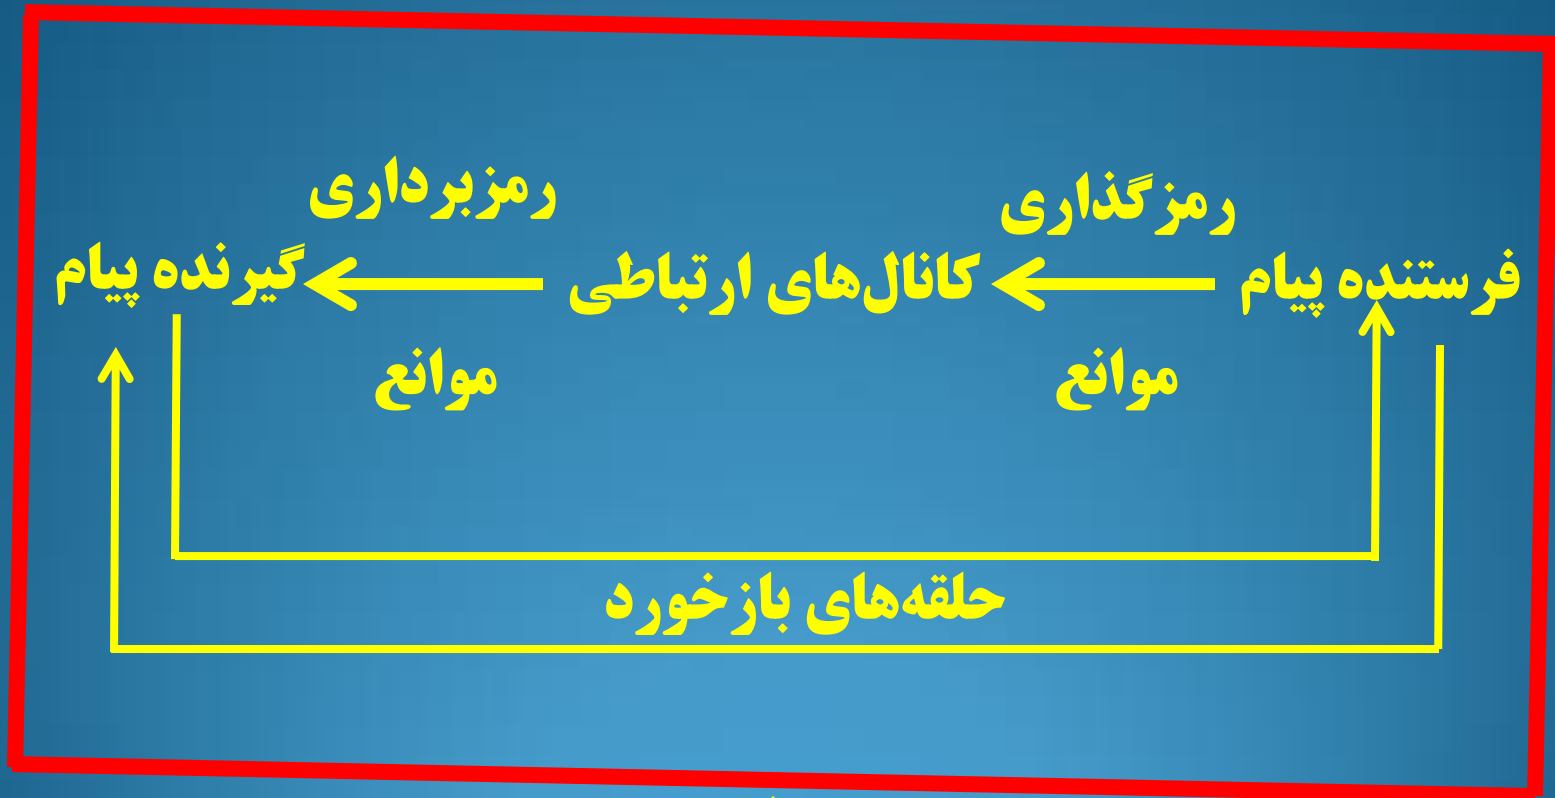 رمزگذاری
رمزبرداری
فرستنده پیام
کانال‌های ارتباطی
گیرنده پیام
موانع
موانع
حلقه‌های بازخورد